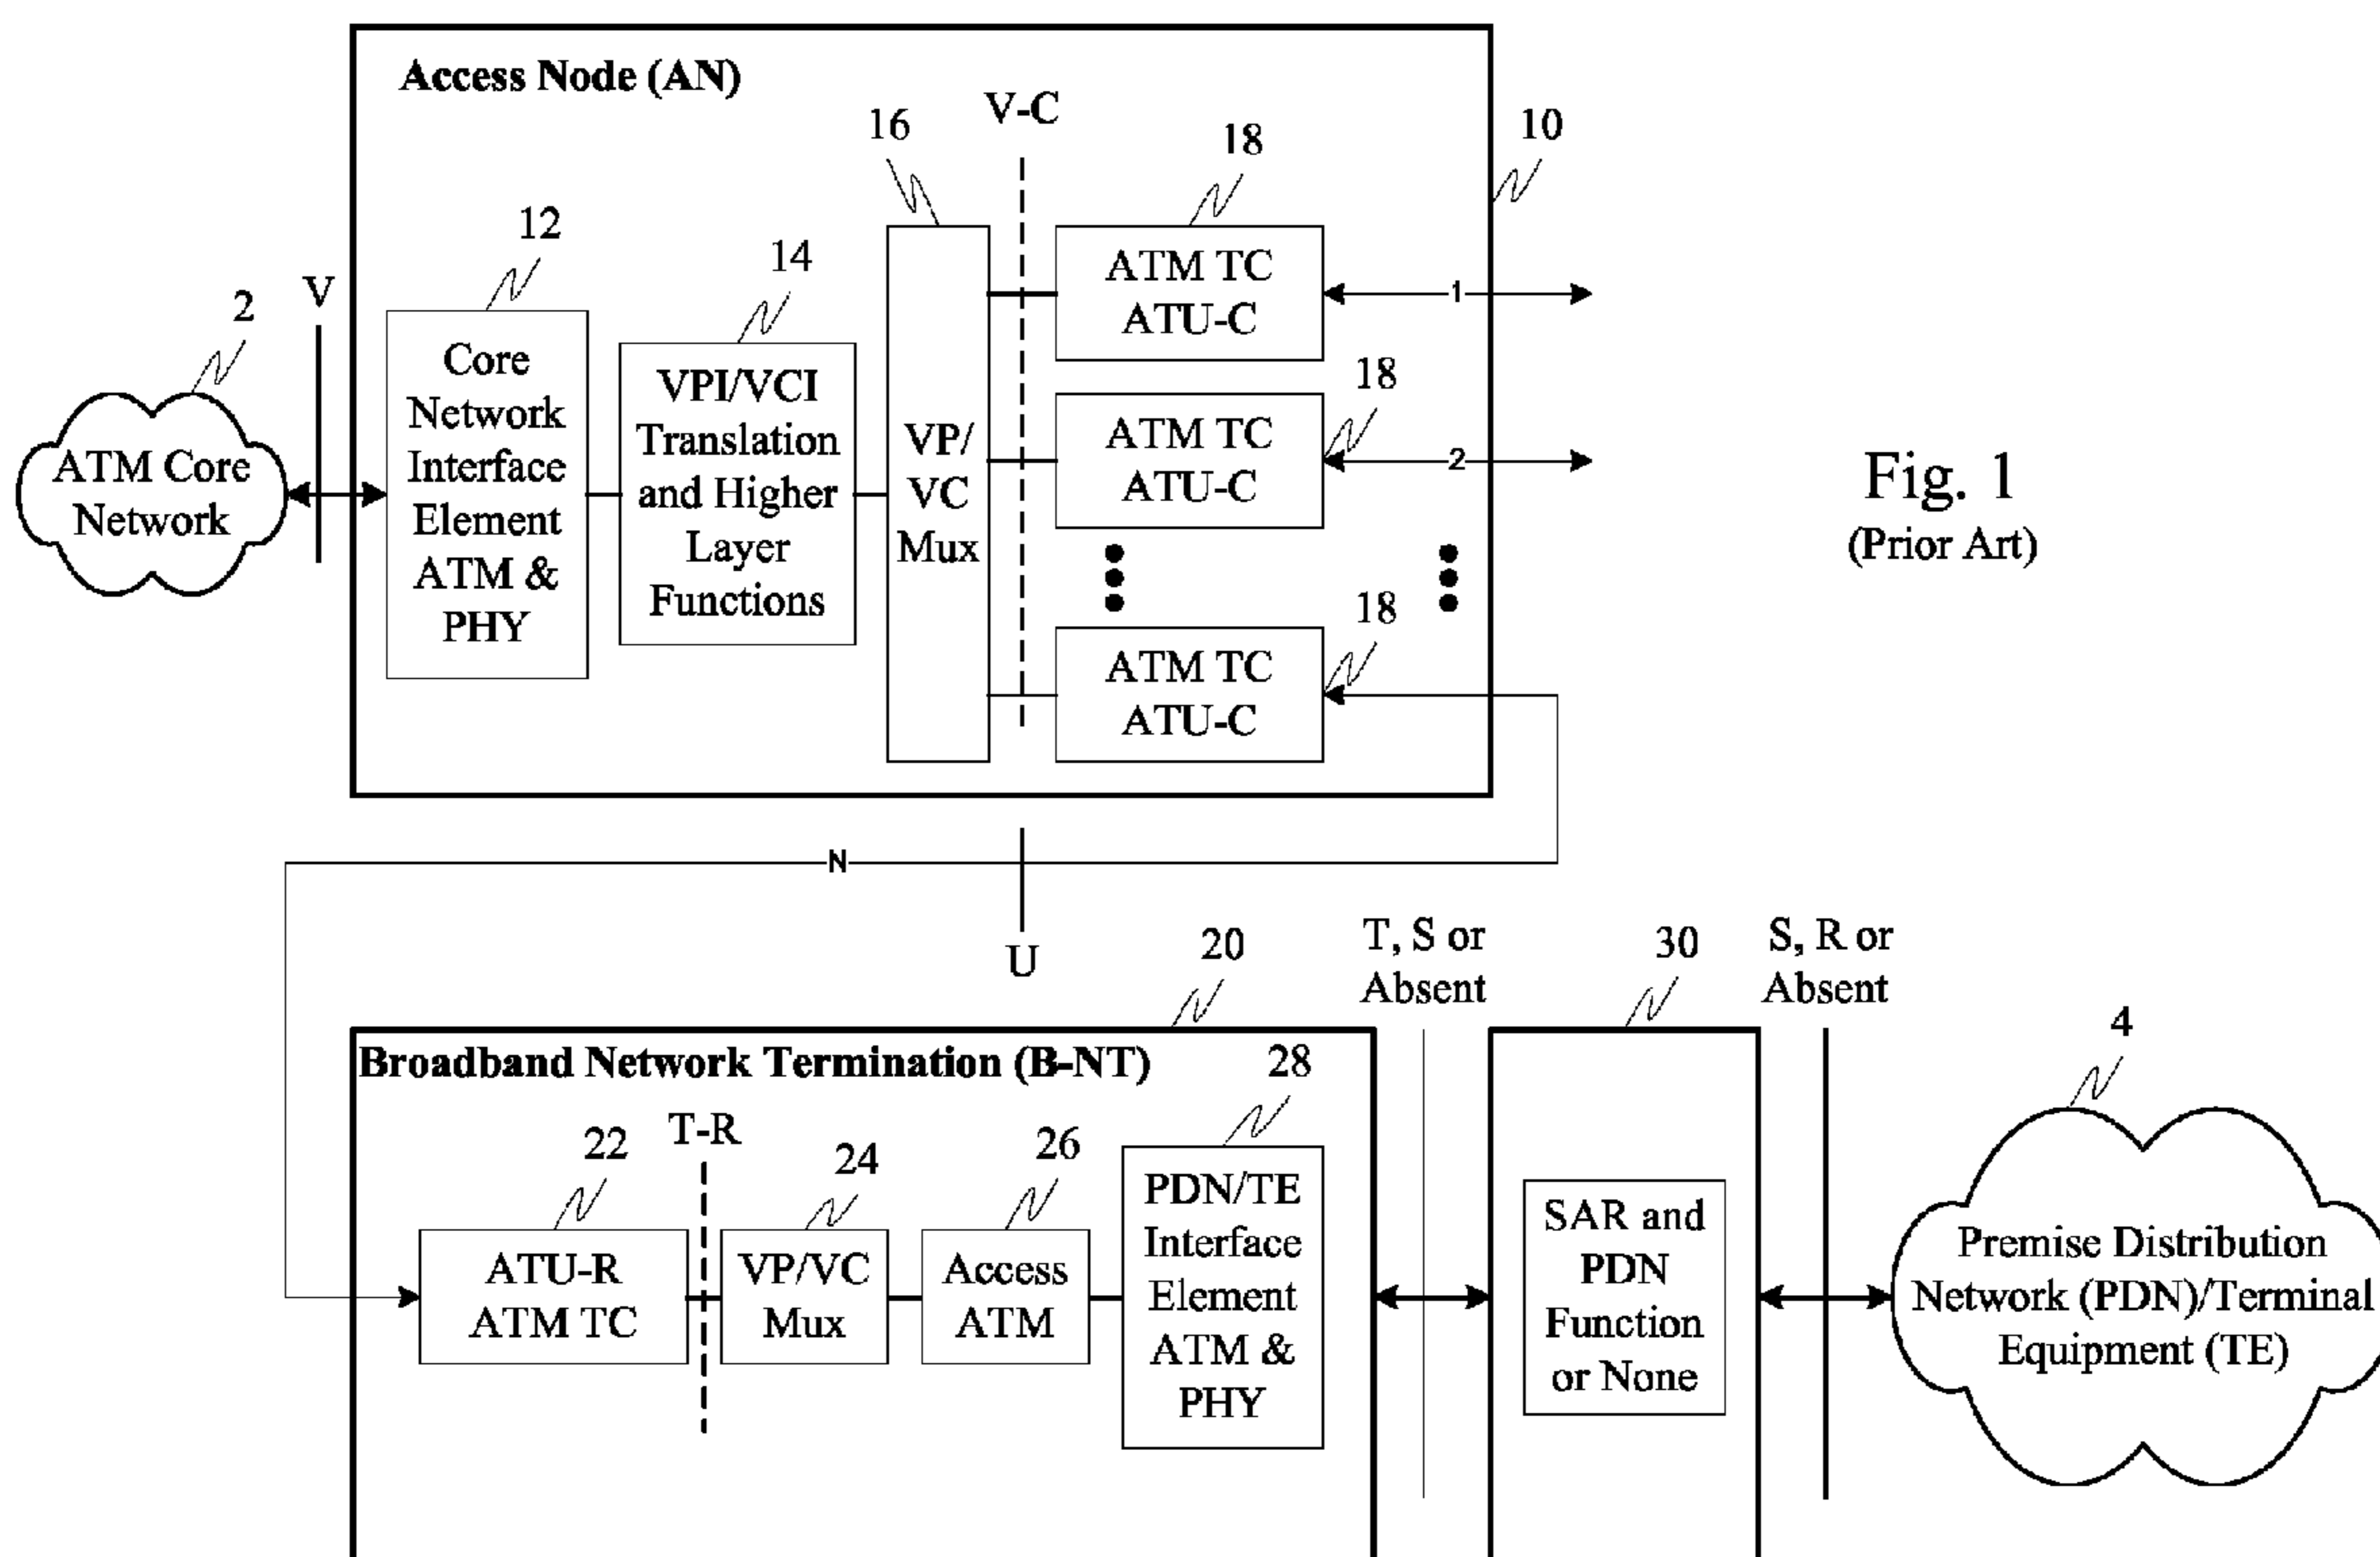 Access Node (AN)
V-C
16
18
10
12
14
2
V
Core
Network
Interface
Element
ATM &
PHY
VPI/VCI
Translation
and Higher
Layer
Functions
VP/
VC
Mux
ATM TC
ATU-C
1
18
ATM TC
ATU-C
2
18
ATM TC
ATU-C
ATM Core
Network
Fig. 1
(Prior Art)
N
U
20
T, S or
Absent
30
S, R or
Absent
4
Broadband Network Termination (B-NT)
28
22
T-R
24
26
ATU-R
ATM TC
VP/VC
Mux
Access
ATM
PDN/TE
Interface
Element
ATM &
PHY
SAR and
PDN
Function
or None
Premise Distribution
Network (PDN)/Terminal
Equipment (TE)